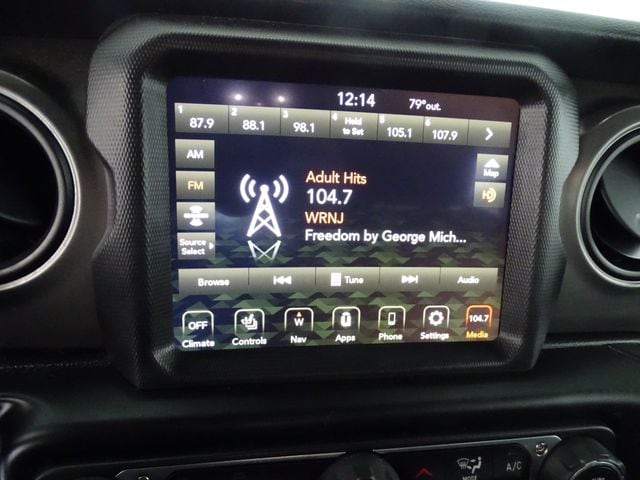 12:14 79°out.
1 87.9 2 88.1 3 98.1 4 Hold to Set 5 105.1 6 107.9
AM
Map
FM
Adult Hits
104.7
WRNJ
Freedom by George Mich...
Source Select
Browse Tune Audio
OFF W 104.7
Climate Controls Nav Apps Phone Settings Media
MODE A/C